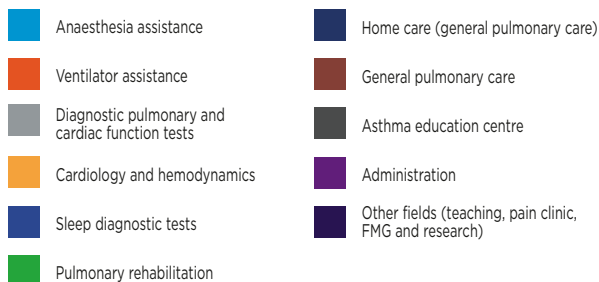 Anaesthesia assistance
Ventilator assistance
Diagnostic pulmonary and
cardiac function tests
Cardiology and hemodynamics
Sleep diagnostic tests
Pulmonary rehabilitation
Home care (general pulmonary care)
General pulmonary care
Asthma education centre
Administration
Other fields (teaching, pain clinic,
FMG and research)